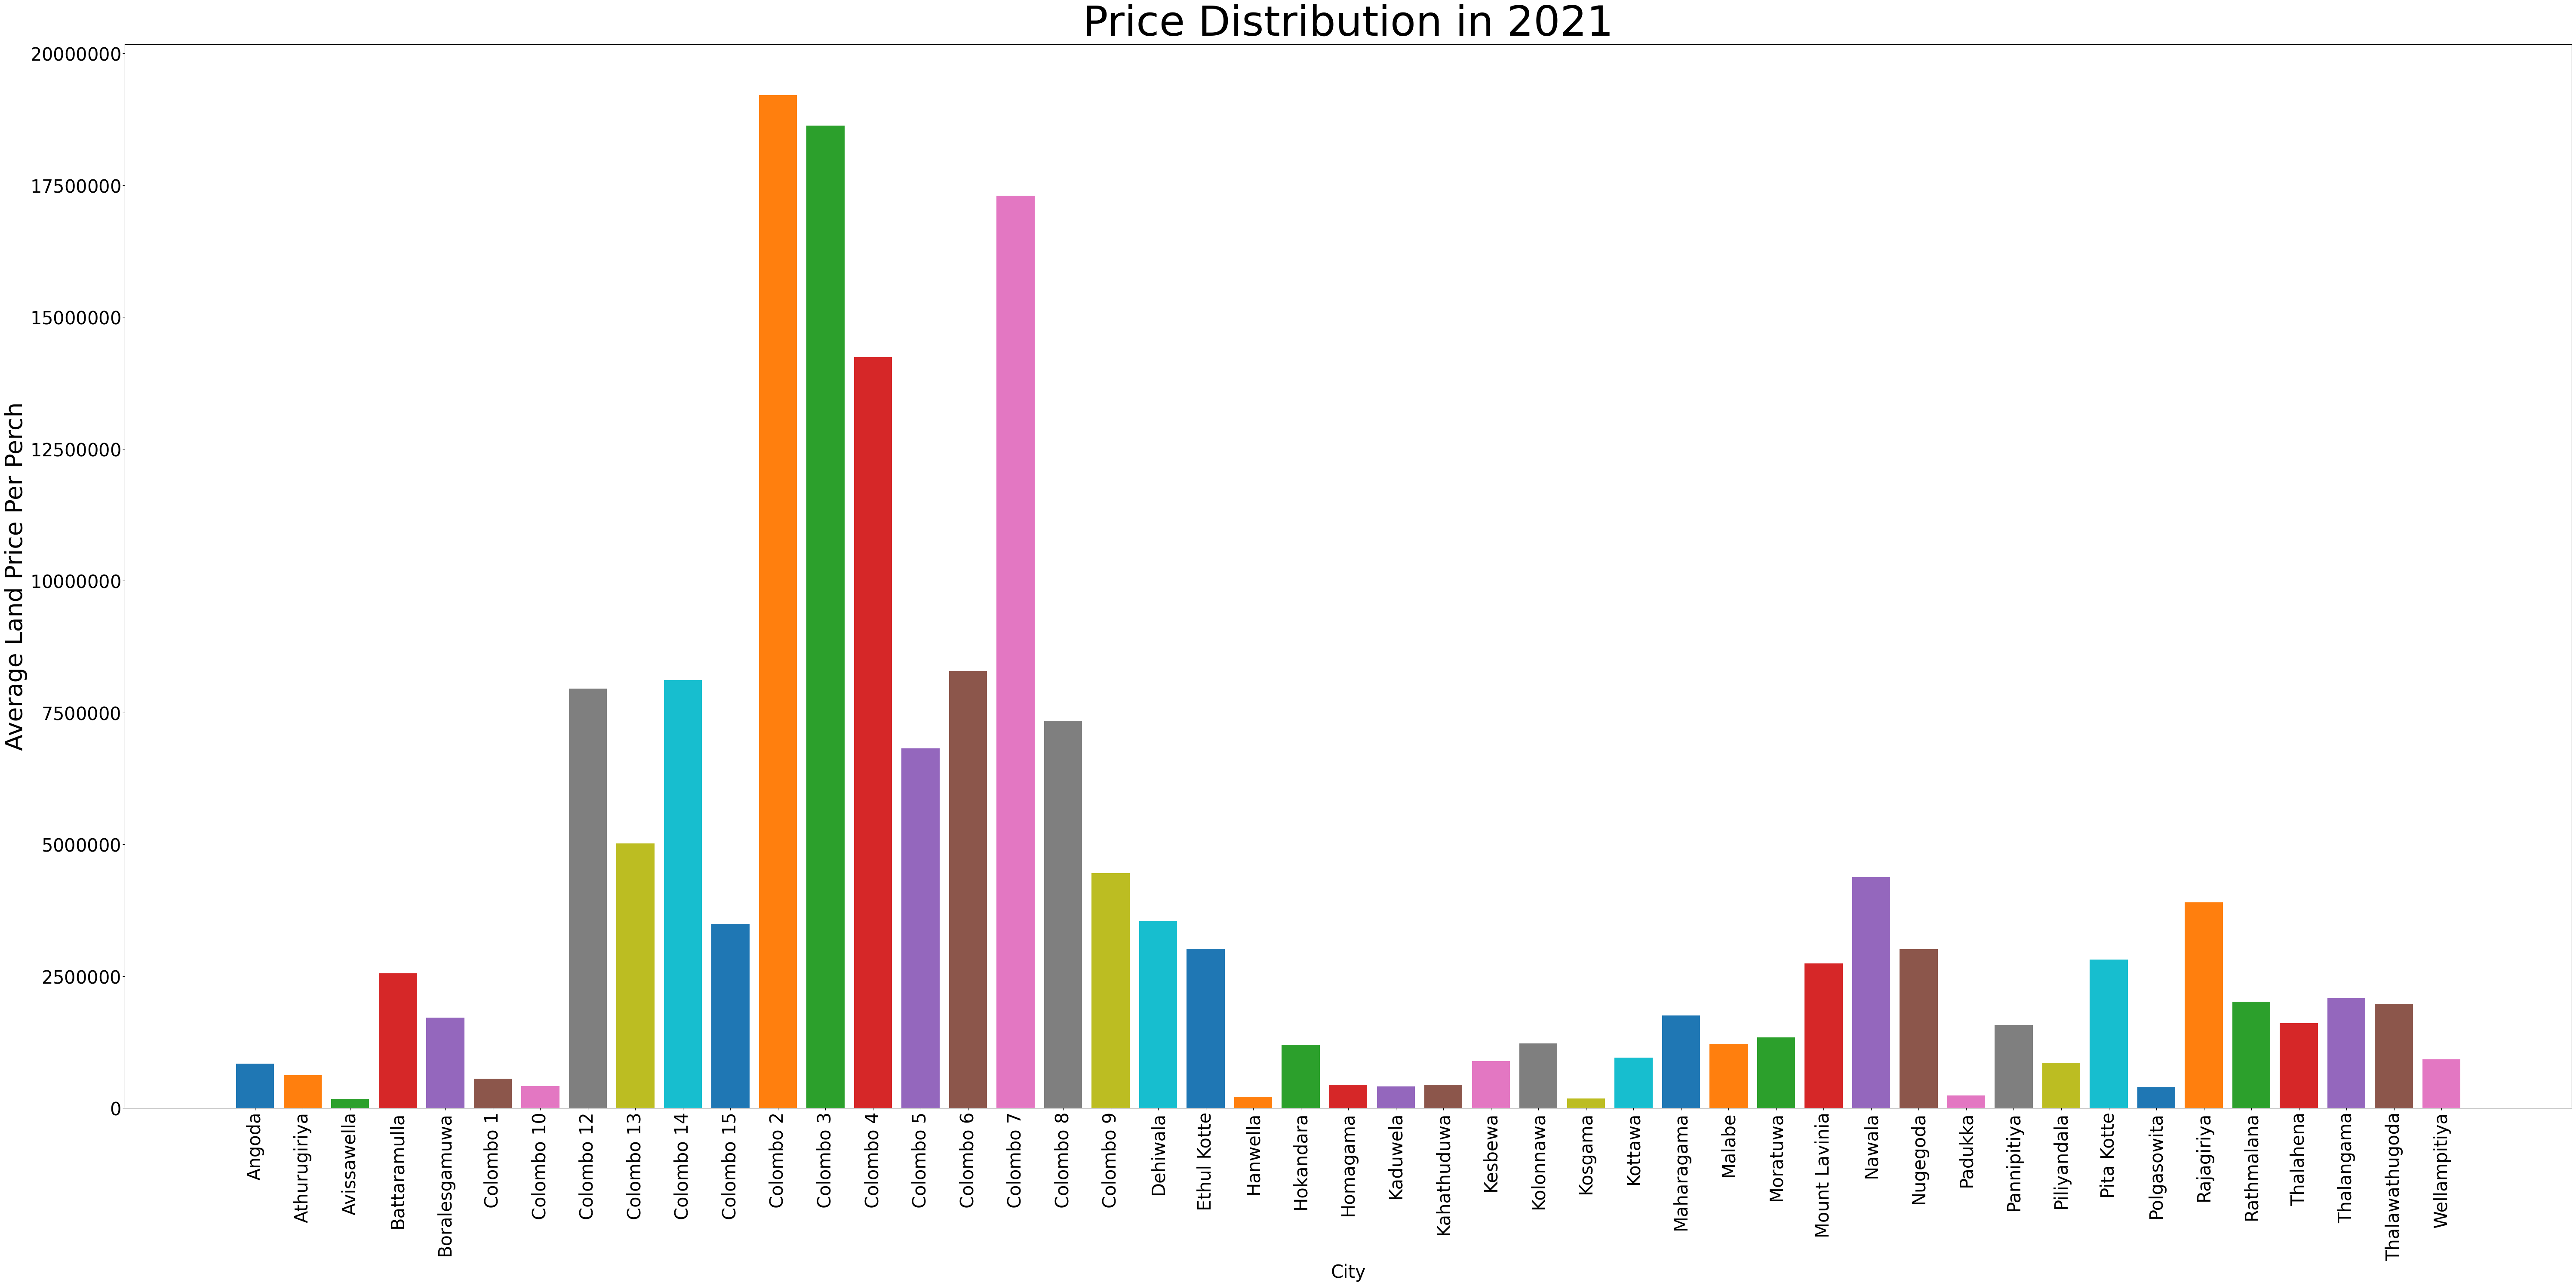 Price Distribution in 2021
Average Land Price Per Perch
20000000
17500000
15000000
12500000
10000000
7500000
5000000
2500000
0
Angoda
Athurugiriya
Avissawella
Battaramulla
Boralesgamuwa
Colombo 1
Colombo 10
Colombo 12
Colombo 13
Colombo 14
Colombo 15
Colombo 2
Colombo 3
Colombo 4
Colombo 5
Colombo 6
Colombo 7
Colombo 8
Colombo 9
Dehiwala
Ethul Kotte
Hanwella
Hokandara
Homagama
Kaduwela
Kahathuduwa
Kesbewa
Kolonnawa
Kosgama
Kottawa
Maharagama
Malabe
Moratuwa
Mount Lavinia
Nawala
Nugegoda
Padukka
Pannipitiya
Piliyandala
Pita Kotte
Polgasowita
Rajagiriya
Rathmalana
Thalahena
Thalangama
Thalawathugoda
Wellampitiya
City